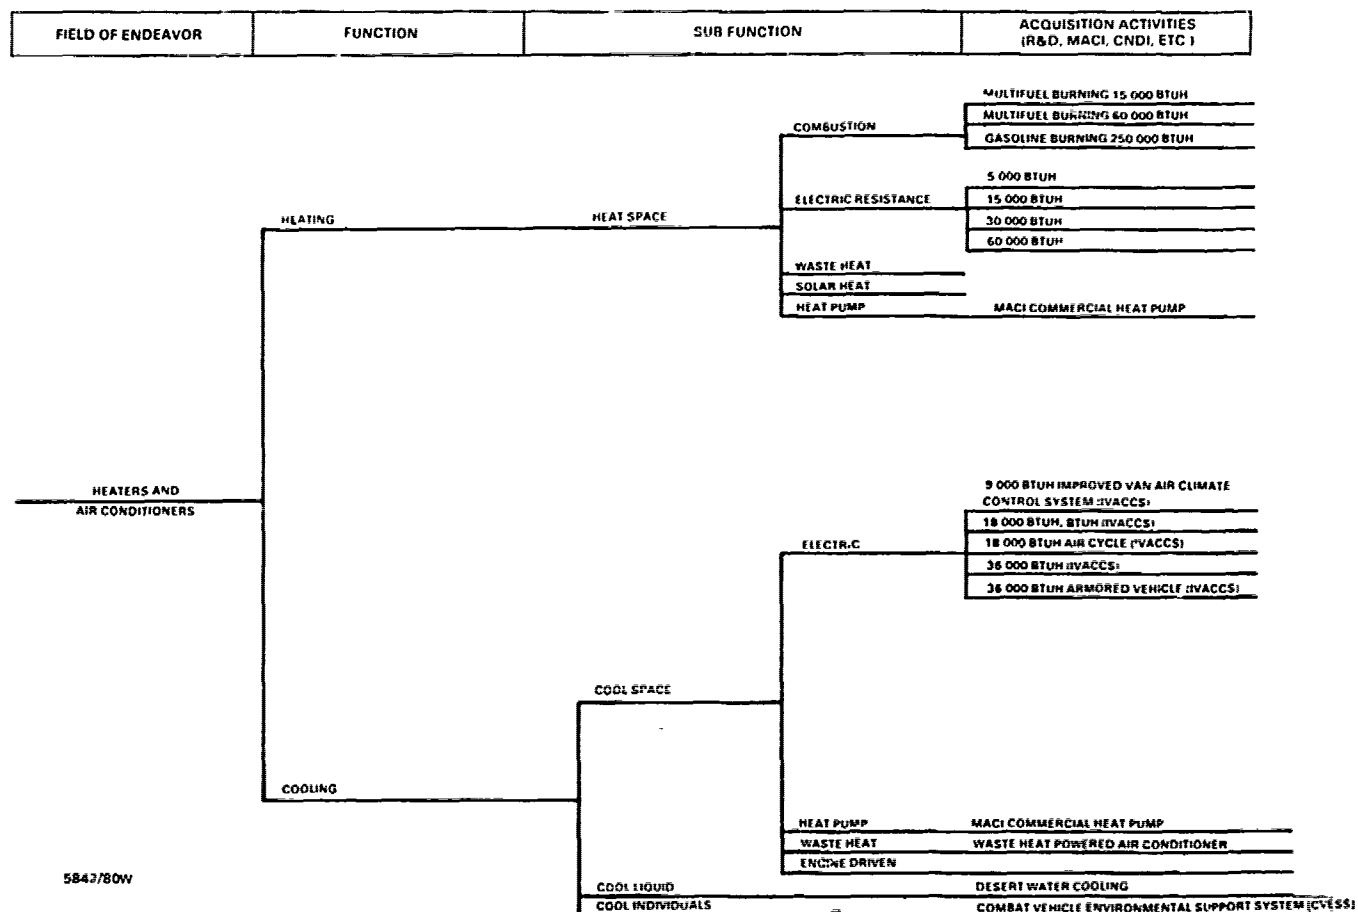 FIELD OF ENDEAVOR
FUNCTION
SUB FUNCTION
ACQUISITION ACTIVITIES
(R&D, MACI, CNDI, ETC )
MULTIFUEL BURNING 15 000 BTUH
MULTIFUEL BURNING 60 000 BTUH
COMBUSTION
GASOLINE BURNING 250 000 BTUH
5 000 BTUH
ELECTRIC RESISTANCE
15 000 BTUH
HEATING
HEAT SPACE
30 000 BTUH
60 000 BTUH
WASTE HEAT
SOLAR HEAT
HEAT PUMP
MACI COMMERCIAL HEAT PUMP
HEATERS AND
AIR CONDITIONERS
9 000 BTUH IMPROVED VAN AIR CLIMATE
CONTROL SYSTEM (IVACCS)
18 000 BTUH, BTUH (IVACCS)
ELECTRIC
18 000 BTUH AIR CYCLE (IVACCS)
36 000 BTUH (IVACCS)
36 000 BTUH ARMORED VEHICLE (IVACCS)
COOL SPACE
COOLING
HEAT PUMP
MACI COMMERCIAL HEAT PUMP
WASTE HEAT
WASTE HEAT POWERED AIR CONDITIONER
ENGINE DRIVEN
COOL LIQUID
DESERT WATER COOLING
COOL INDIVIDUALS
COMBAT VEHICLE ENVIRONMENTAL SUPPORT SYSTEM (CVESS)